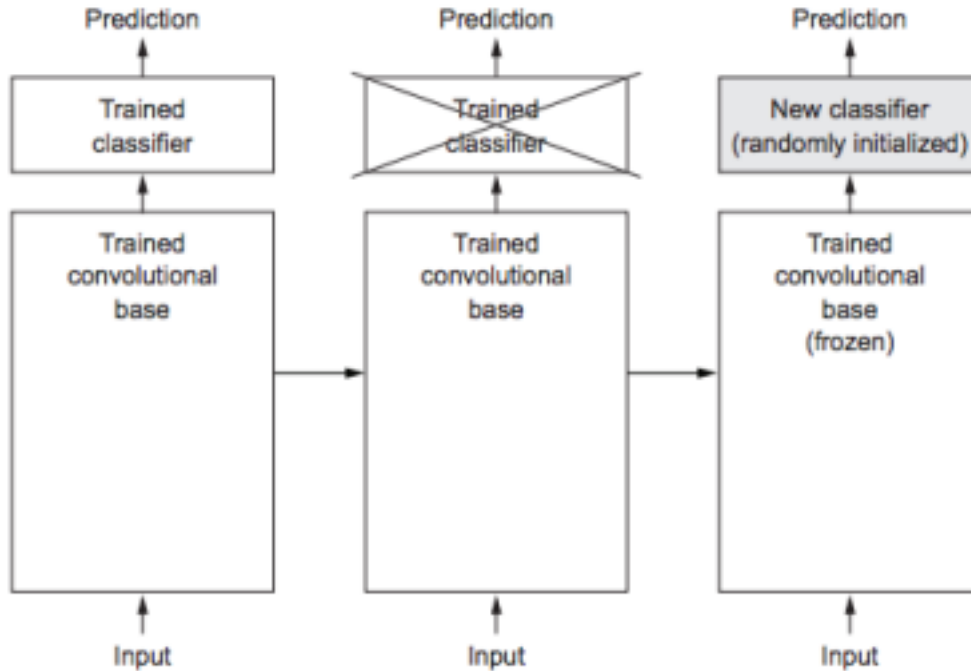 Prediction
Trained
classifier
Trained
convolutional
base
Input
Prediction
Trained
classifier
Trained
convolutional
base
Input
Prediction
New classifier
(randomly initialized)
Trained
convolutional
base
(frozen)
Input